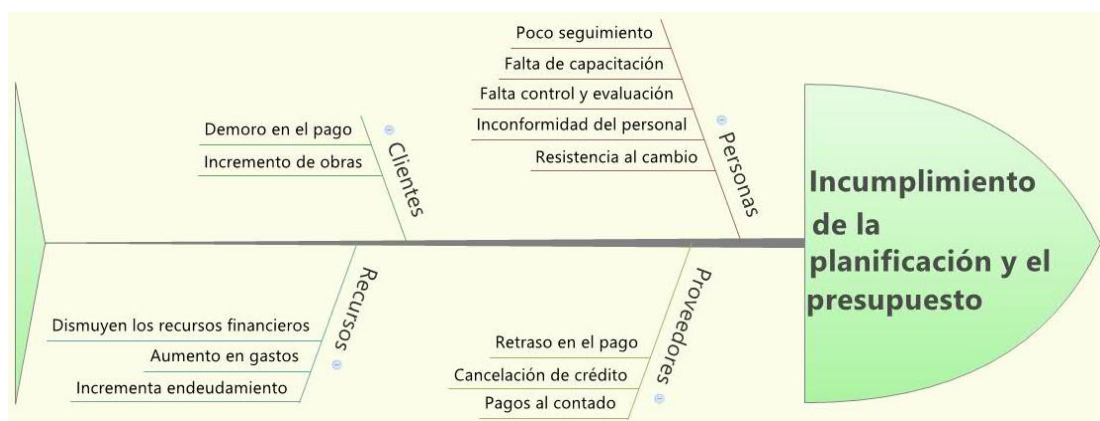 Poco seguimiento
Falta de capacitación
Falta control y evaluación
Inconformidad del personal
Resistencia al cambio
Personas
Demoro en el pago
Incremento de obras
Clientes
Incumplimiento
de la
planificación y el
presupuesto
Recursos
Dismuyen los recursos financieros
Aumento en gastos
Incrementa endeudamiento
Proveedores
Retraso en el pago
Cancelación de crédito
Pagos al contado